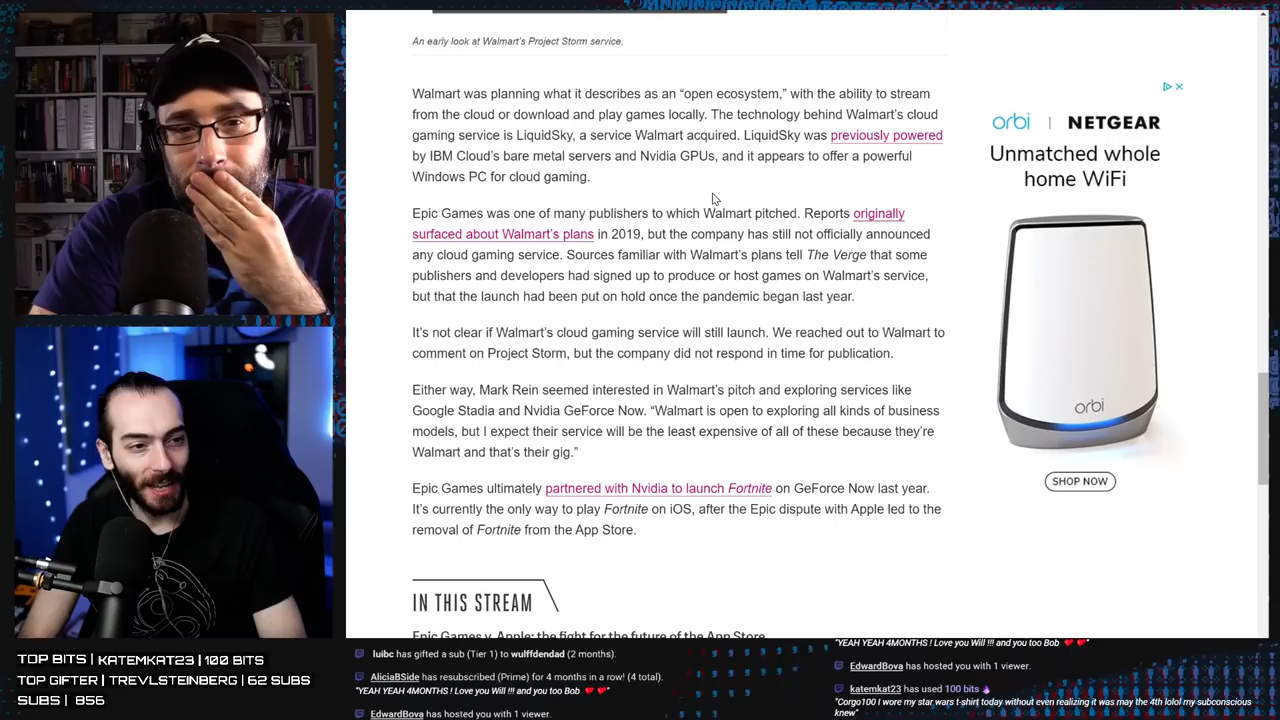 An early look at Walmart's Project Storm service.
Walmart was planning what it describes as an “open ecosystem,” with the ability to stream
from the cloud or download and play games locally. The technology behind Walmart’s cloud
gaming service is LiquidSky, a service Walmart acquired. LiquidSky was previously powered
by IBM Cloud’s bare metal servers and Nvidia GPUs, and it appears to offer a powerful
Windows PC for cloud gaming.
Epic Games was one of many publishers to which Walmart pitched. Reports originally
surfaced about Walmart’s plans in 2019, but the company has still not officially announced
any cloud gaming service. Sources familiar with Walmart’s plans tell The Verge that some
publishers and developers had signed up to produce or host games on Walmart’s service,
but that the launch had been put on hold once the pandemic began last year.
It’s not clear if Walmart’s cloud gaming service will still launch. We reached out to Walmart to
comment on Project Storm, but the company did not respond in time for publication.
Either way, Mark Rein seemed interested in Walmart’s pitch and exploring services like
Google Stadia and Nvidia GeForce Now. “Walmart is open to exploring all kinds of business
models, but I expect their service will be the least expensive of all of these because they’re
Walmart and that’s their gig.”
Epic Games ultimately partnered with Nvidia to launch Fortnite on GeForce Now last year.
It’s currently the only way to play Fortnite on iOS, after the Epic dispute with Apple led to the
removal of Fortnite from the App Store.
IN THIS STREAM
Epic Games v. Apple: the fight for the future of the App Store
orbi | NETGEAR
Unmatched whole
home WiFi
orbi
SHOP NOW
TOP BITS | KATEMKAT23 | 100 BITS
TOP GIFTER | TREVLSTEINBERG | 62 SUBS
SUBS | 856
luibc has gifted a sub (Tier 1) to wulffdendad (2 months).
AliciaBSide has resubscribed (Prime) for 4 months in a row! (4 total).
"YEAH YEAH 4MONTHS ! Love you Will !!! and you too Bob ❤️ ❤️"
EdwardBova has hosted you with 1 viewer.
"YEAH YEAH 4MONTHS ! Love you Will !!! and you too Bob ❤️ ❤️"
EdwardBova has hosted you with 1 viewer.
katemkat23 has used 100 bits
"Corgo100 I wore my star wars t-shirt today without even realizing it was may the 4th lolol my subconscious
knew"